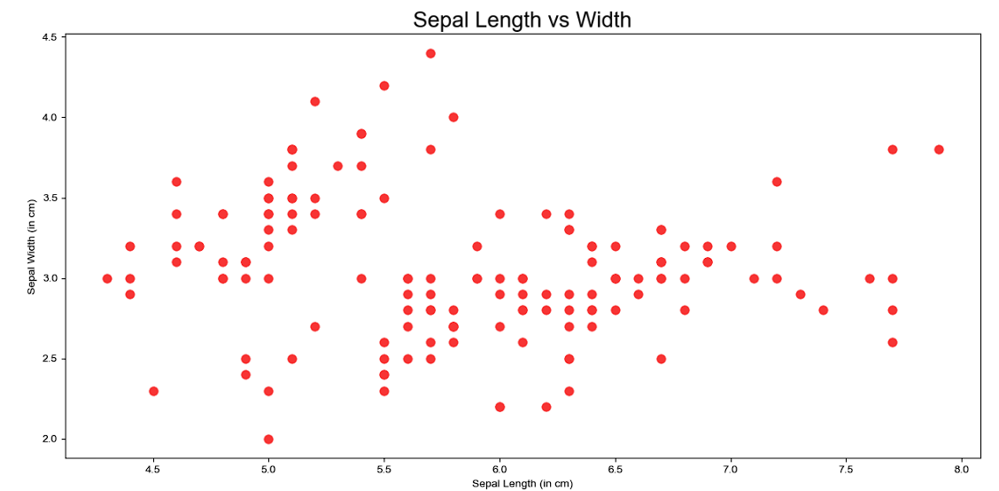 Sepal Length vs Width
4.5
4.0
3.5
3.0
2.5
2.0
Sepal Width (in cm)
4.5 5.0 5.5 6.0 6.5 7.0 7.5 8.0
Sepal Length (in cm)